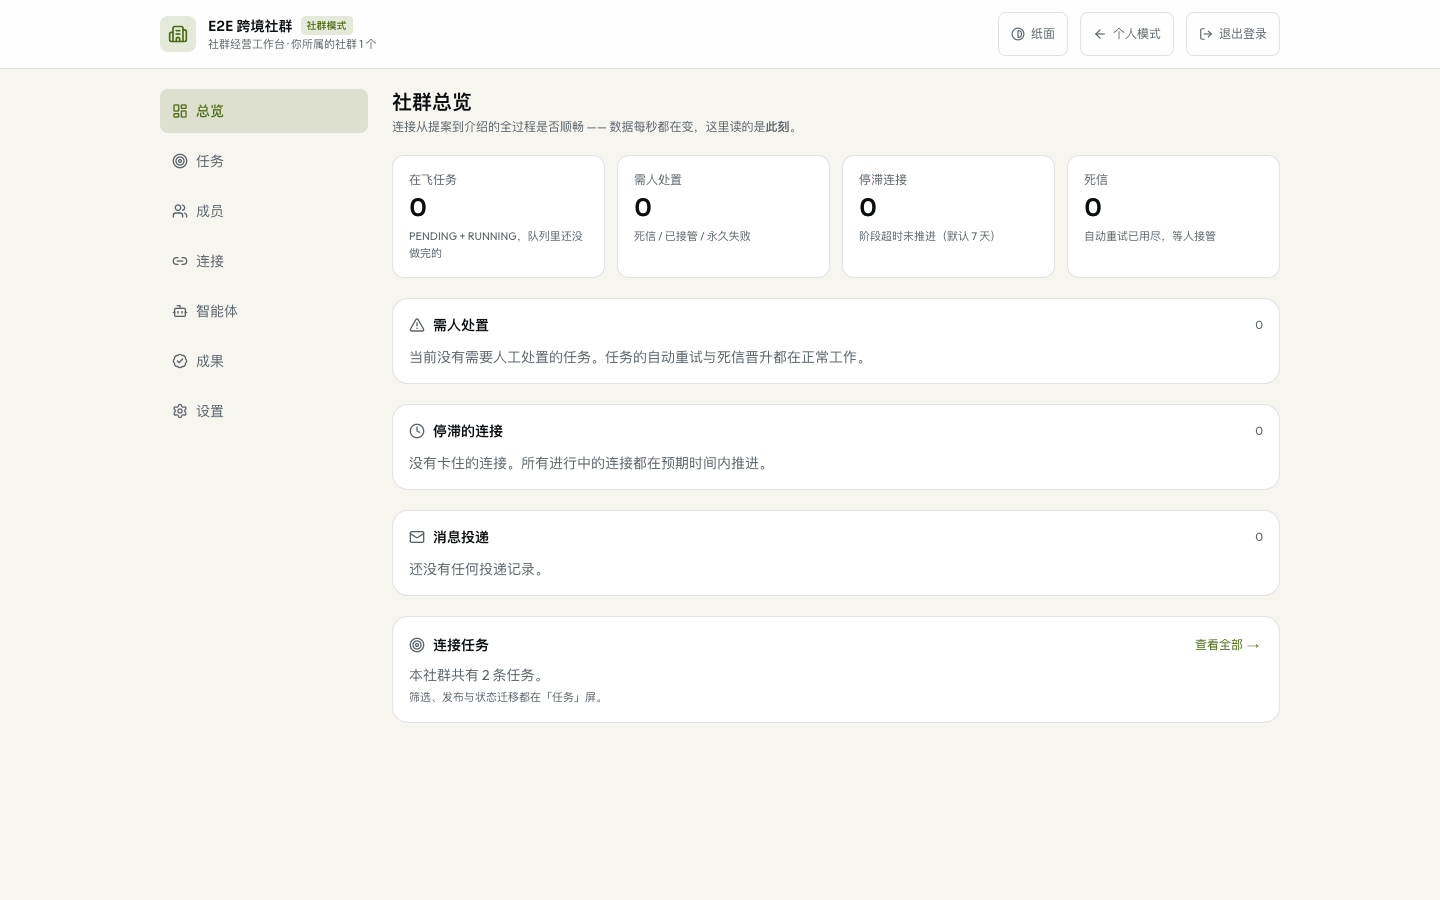 E2E 跨境社群 社群模式
社群经营工作台·你所属的社群 1 个
纸面
个人模式
退出登录
总览
任务
成员
连接
智能体
成果
设置
社群总览
连接从提案到介绍的全过程是否顺畅 —— 数据每秒都在变，这里读的是此刻。
在飞任务
0
PENDING + RUNNING，队列里还没
做完的
需人处置
0
死信 / 已接管 / 永久失败
停滞连接
0
阶段超时未推进（默认 7 天）
死信
0
自动重试已用尽，等人接管
需人处置 0
当前没有需要人工处置的任务。任务的自动重试与死信晋升都在正常工作。
停滞的连接 0
没有卡住的连接。所有进行中的连接都在预期时间内推进。
消息投递 0
还没有任何投递记录。
连接任务 查看全部 →
本社群共有 2 条任务。
筛选、发布与状态迁移都在「任务」屏。